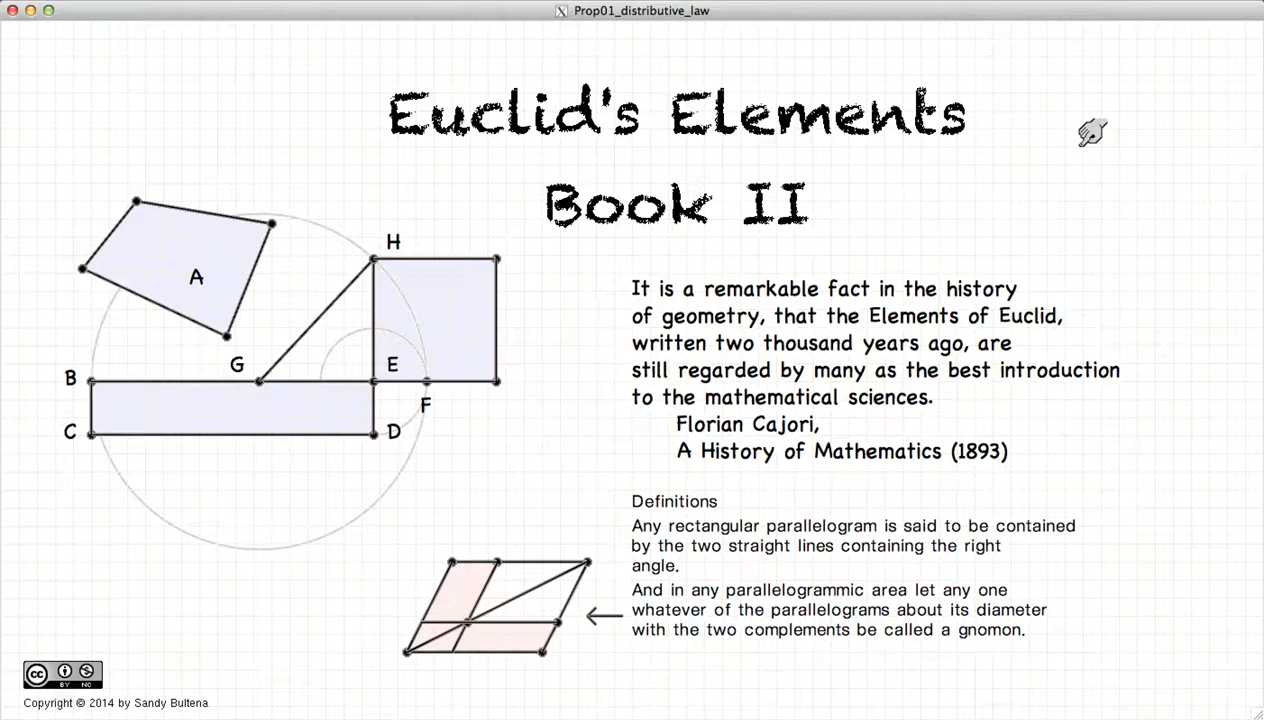 Prop01_distributive_law
Euclid's Elements
Book II
H
A
G
E
B
F
C
D
It is a remarkable fact in the history
of geometry, that the Elements of Euclid,
written two thousand years ago, are
still regarded by many as the best introduction
to the mathematical sciences.
Florian Cajori,
A History of Mathematics (1893)
Definitions
Any rectangular parallelogram is said to be contained
by the two straight lines containing the right
angle.
And in any parallelogrammic area let any one
whatever of the parallelograms about its diameter
with the two complements be called a gnomon.
cc
BY NC
Copyright © 2014 by Sandy Bultena